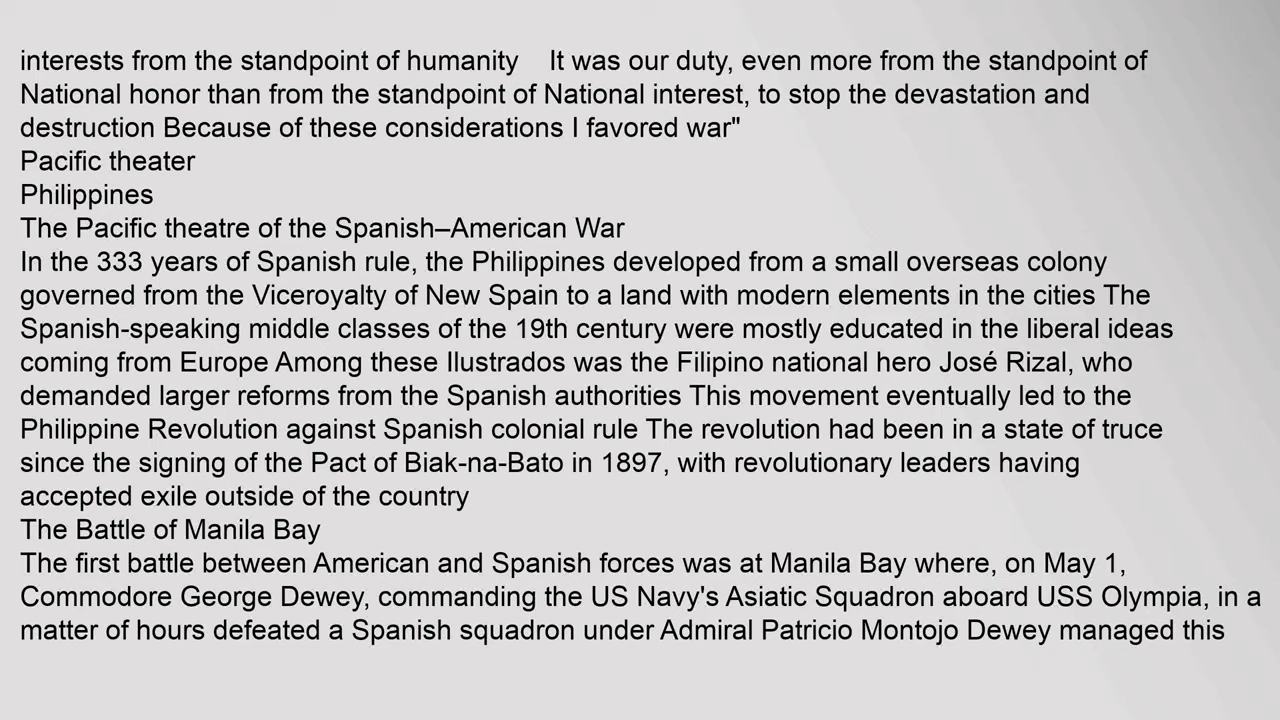 interests from the standpoint of humanity    It was our duty, even more from the standpoint of
National honor than from the standpoint of National interest, to stop the devastation and
destruction Because of these considerations I favored war"
Pacific theater
Philippines
The Pacific theatre of the Spanish–American War
In the 333 years of Spanish rule, the Philippines developed from a small overseas colony
governed from the Viceroyalty of New Spain to a land with modern elements in the cities The
Spanish-speaking middle classes of the 19th century were mostly educated in the liberal ideas
coming from Europe Among these Ilustrados was the Filipino national hero José Rizal, who
demanded larger reforms from the Spanish authorities This movement eventually led to the
Philippine Revolution against Spanish colonial rule The revolution had been in a state of truce
since the signing of the Pact of Biak-na-Bato in 1897, with revolutionary leaders having
accepted exile outside of the country
The Battle of Manila Bay
The first battle between American and Spanish forces was at Manila Bay where, on May 1,
Commodore George Dewey, commanding the US Navy's Asiatic Squadron aboard USS Olympia, in a
matter of hours defeated a Spanish squadron under Admiral Patricio Montojo Dewey managed this